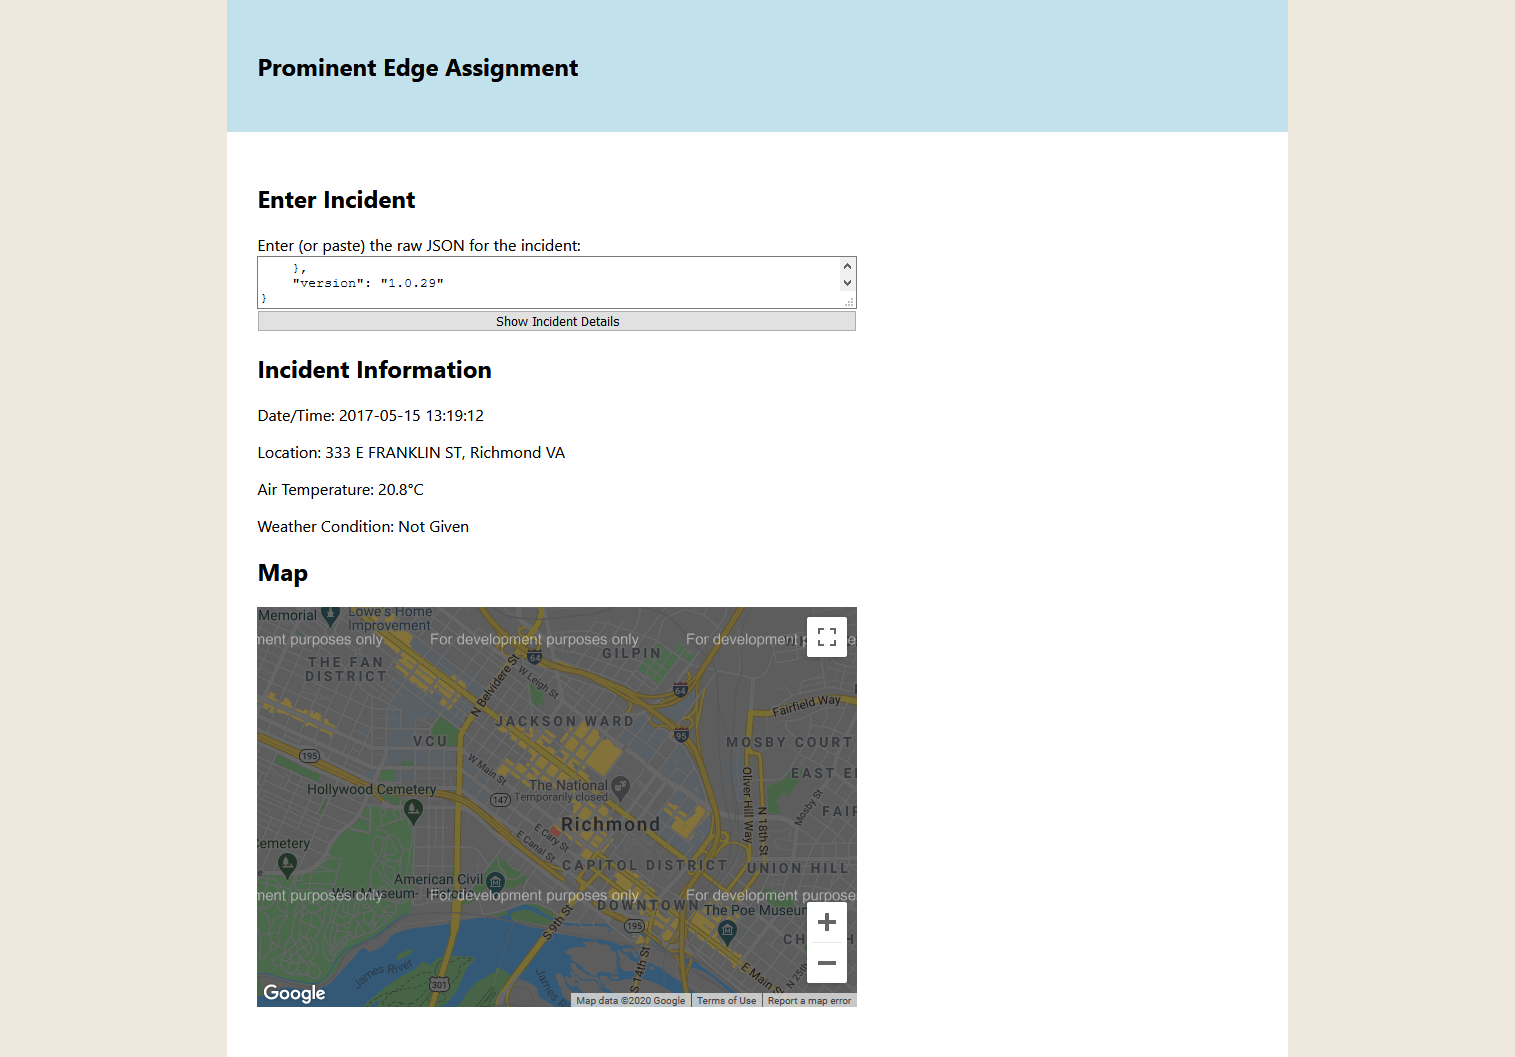 Prominent Edge Assignment
Enter Incident
Enter (or paste) the raw JSON for the incident:
},
"version": "1.0.29"
}
Show Incident Details
Incident Information
Date/Time: 2017-05-15 13:19:12
Location: 333 E FRANKLIN ST, Richmond VA
Air Temperature: 20.8°C
Weather Condition: Not Given
Map
Memorial
Lowe's Home
Improvement
ment purposes only
For development purposes only
For development
THE FAN
DISTRICT
GILPIN
64
W Leigh St
N Belvidere St
64
Fairfield Way
JACKSON WARD
95
VCU
MOSBY COURT
195
W Main St
EAST E
The National
Temporarily closed
Hollywood Cemetery
147
Oliver Hill Way
N 18th St
Mosby St
FAI
Richmond
E Cary St
E Canal St
Cemetery
CAPITOL DISTRICT
UNION HILL
American Civil
War Museum- Historic
ment purposes only
For development purposes only
For development purpose
DOWNTOWN
The Poe Museum
S 9th St
195
CH
H
James River
S 14th St
E Main St
N 25th
301
James
Google
Map data ©2020 Google
Terms of Use
Report a map error